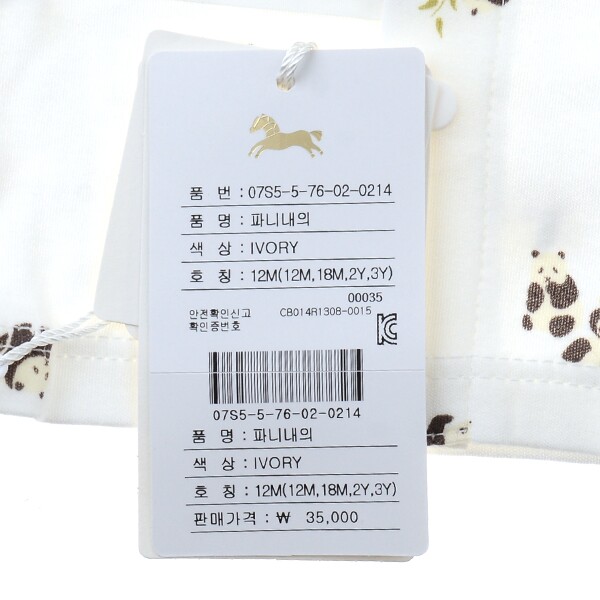 품 번 : 07S5-5-76-02-0214
품 명 : 파니내의
색 상 : IVORY
호 칭 : 12M(12M,18M,2Y,3Y)
00035
안전확인신고 CB014R1308-0015
확인증번호
07S5-5-76-02-0214
품 명 : 파니내의
색 상 : IVORY
호 칭 : 12M(12M,18M,2Y,3Y)
판매가격 : ₩ 35,000